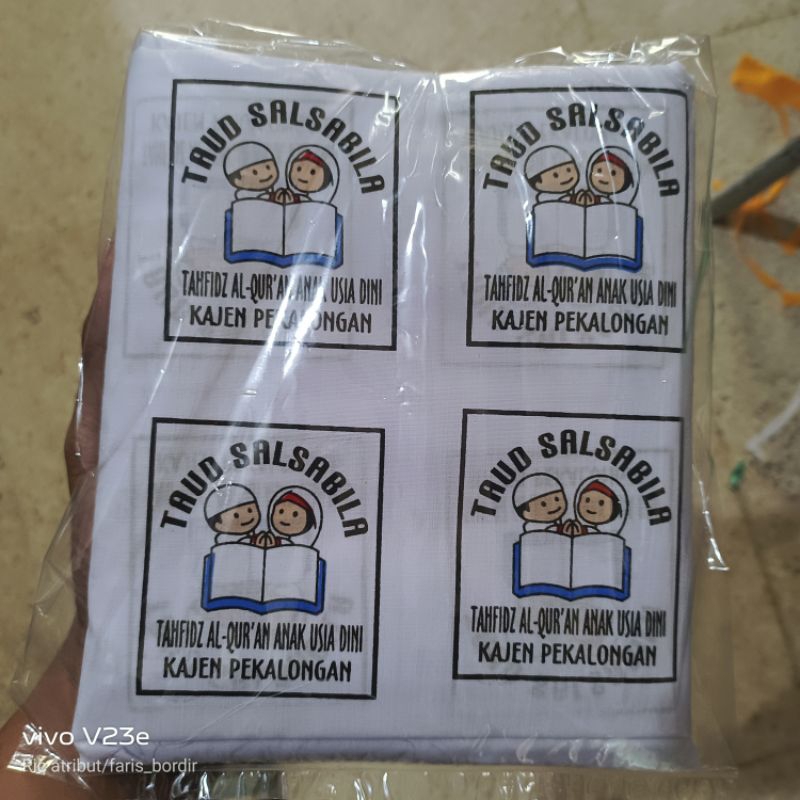 TAUD SALSABILA
TAHFIDZ AL-QUR'AN ANAK USIA DINI
KAJEN PEKALONGAN
TAUD SALSABILA
TAHFIDZ AL-QUR'AN ANAK USIA DINI
KAJEN PEKALONGAN
TAUD SALSABILA
TAHFIDZ AL-QUR'AN ANAK USIA DINI
KAJEN PEKALONGAN
TAUD SALSABILA
TAHFIDZ AL-QUR'AN ANAK USIA DINI
KAJEN PEKALONGAN
vivo V23e
atribut/faris_bordir